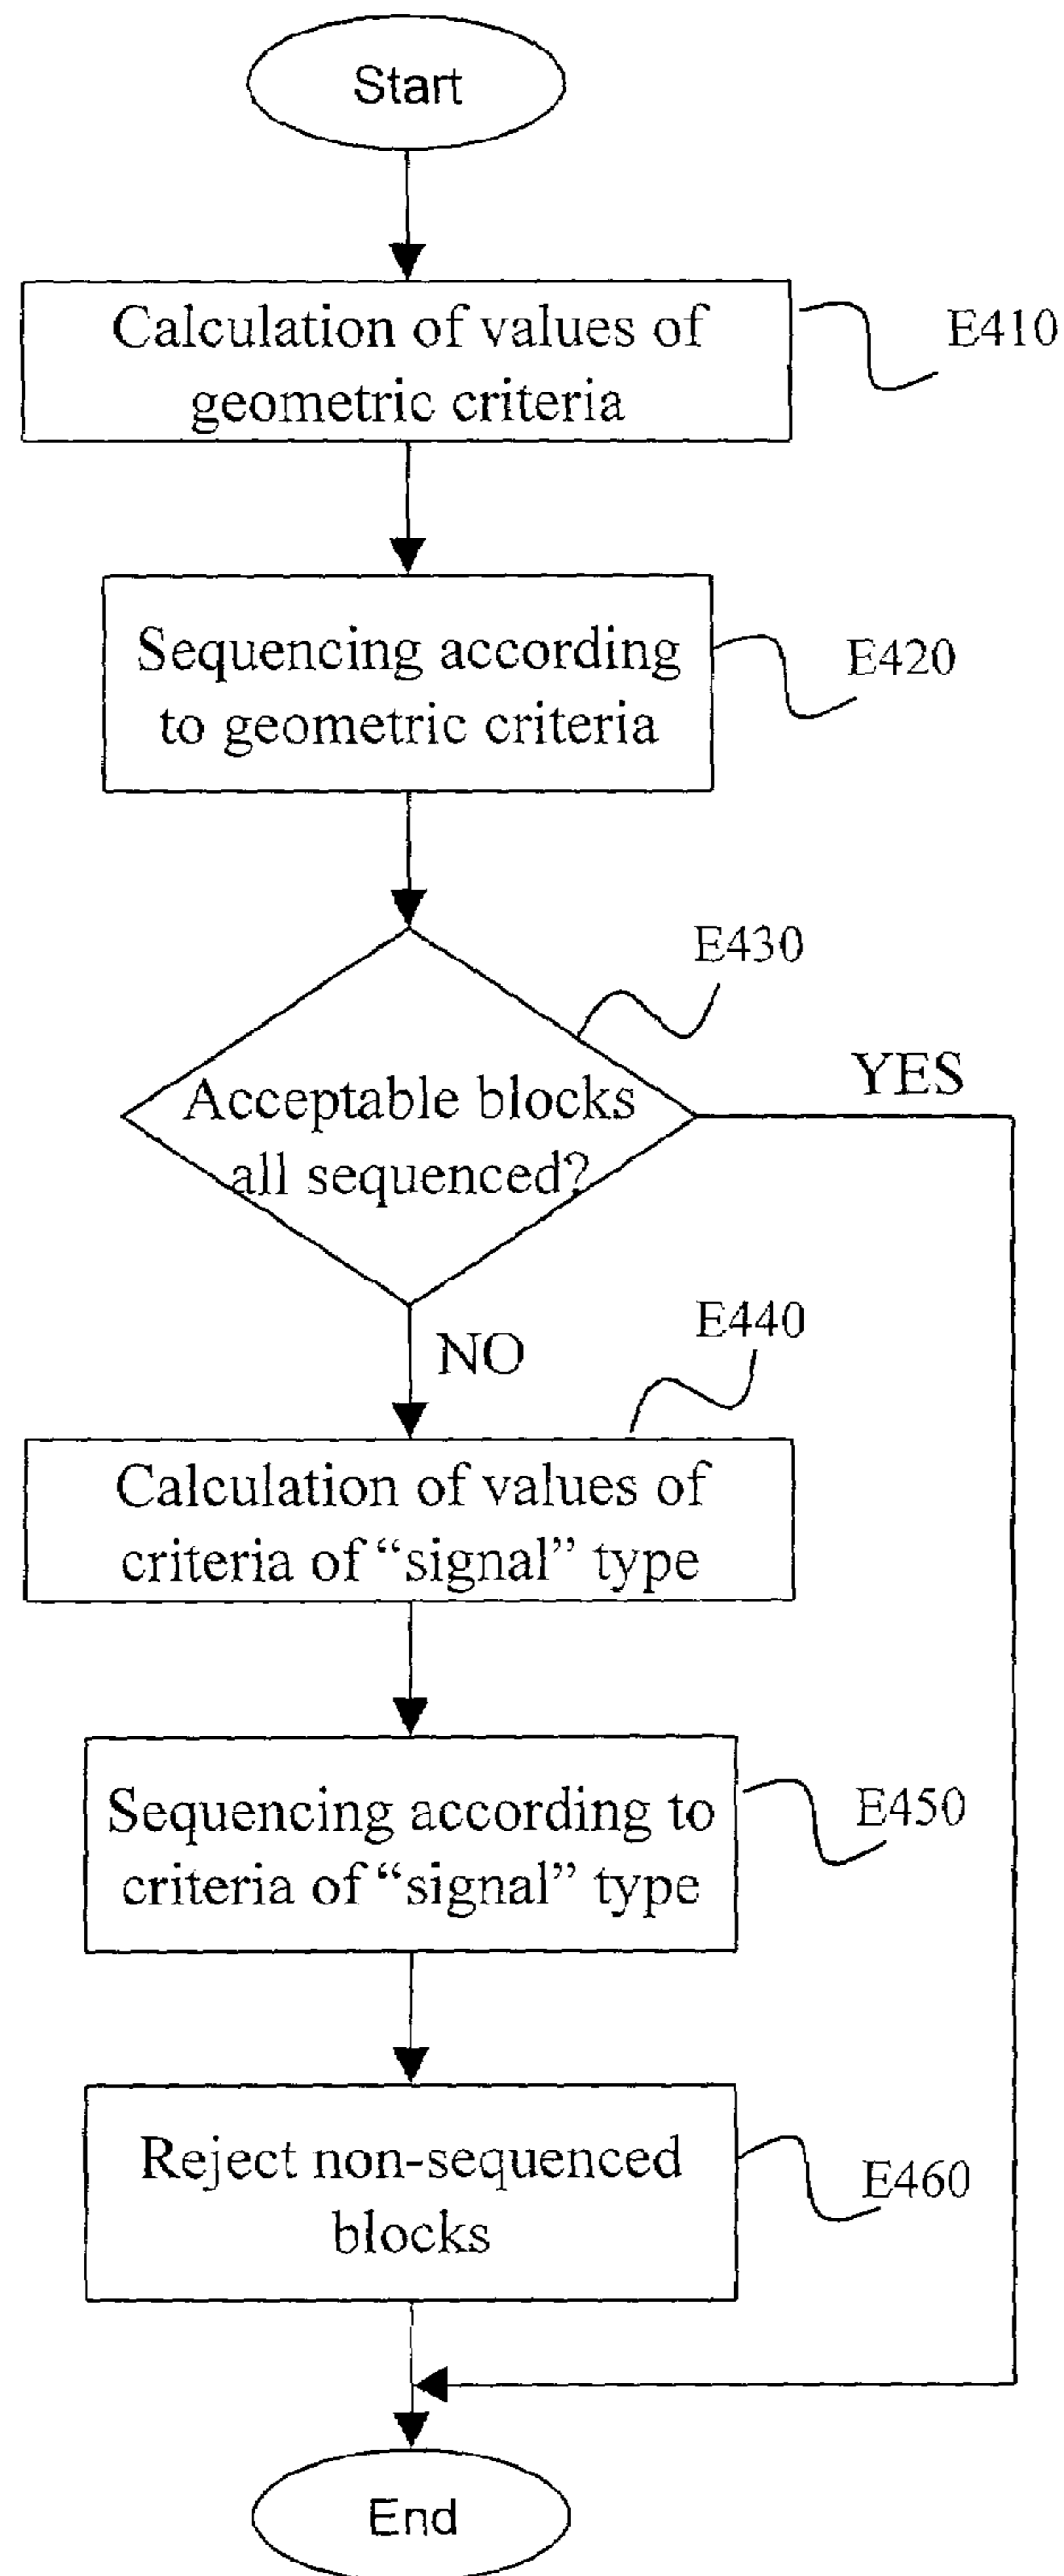 Start
Calculation of values of
geometric criteria
E410
Sequencing according
to geometric criteria
E420
E430
Acceptable blocks
all sequenced?
YES
NO
E440
Calculation of values of
criteria of “signal” type
Sequencing according to
criteria of “signal” type
E450
Reject non-sequenced
blocks
E460
End